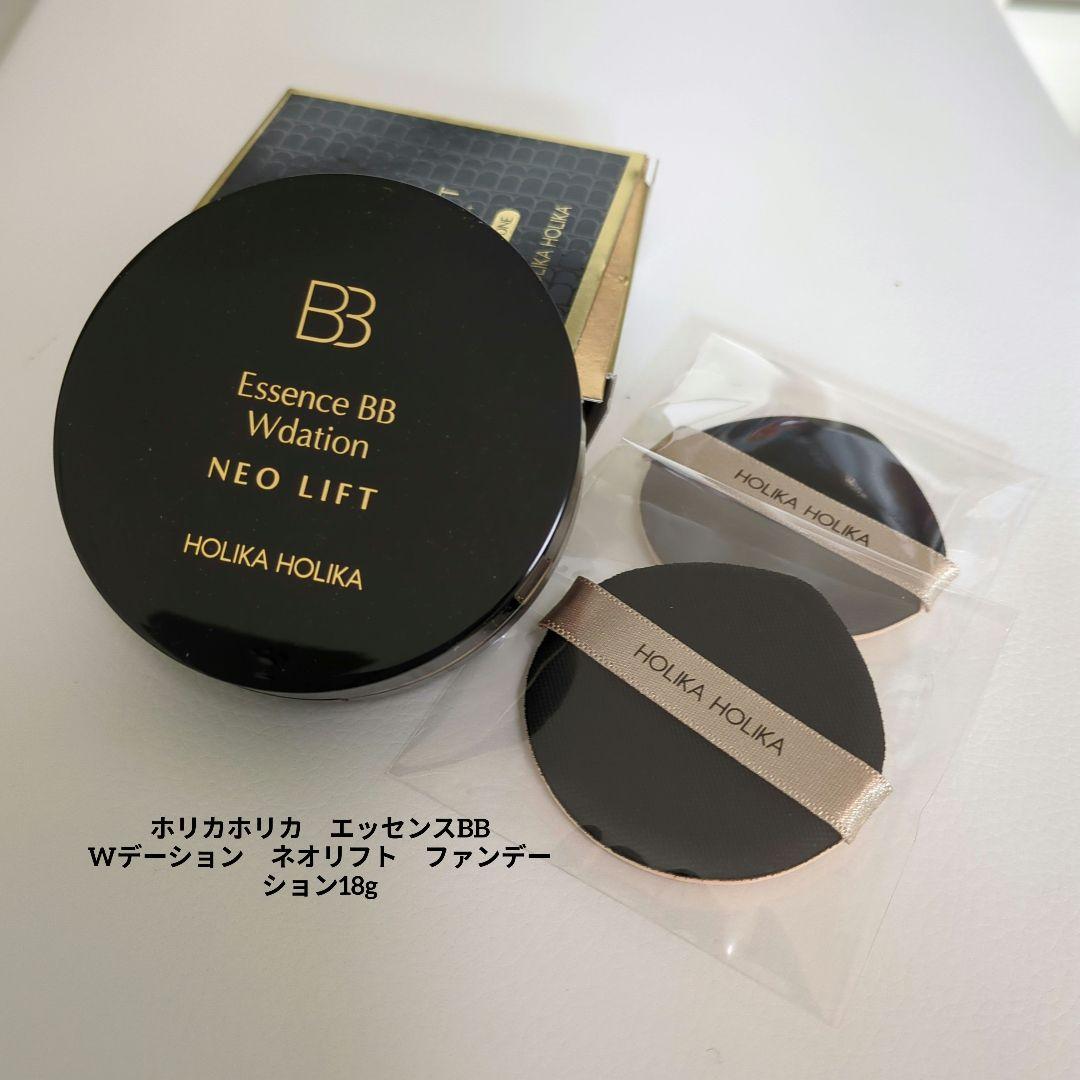 BB
Essence BB
Wdation
NEO LIFT
HOLIKA HOLIKA
HOLIKA HOLIKA
HOLIKA HOLIKA
ホリカホリカ　エッセンスBB
Wデーション　ネオリフト　ファンデー
ション18g